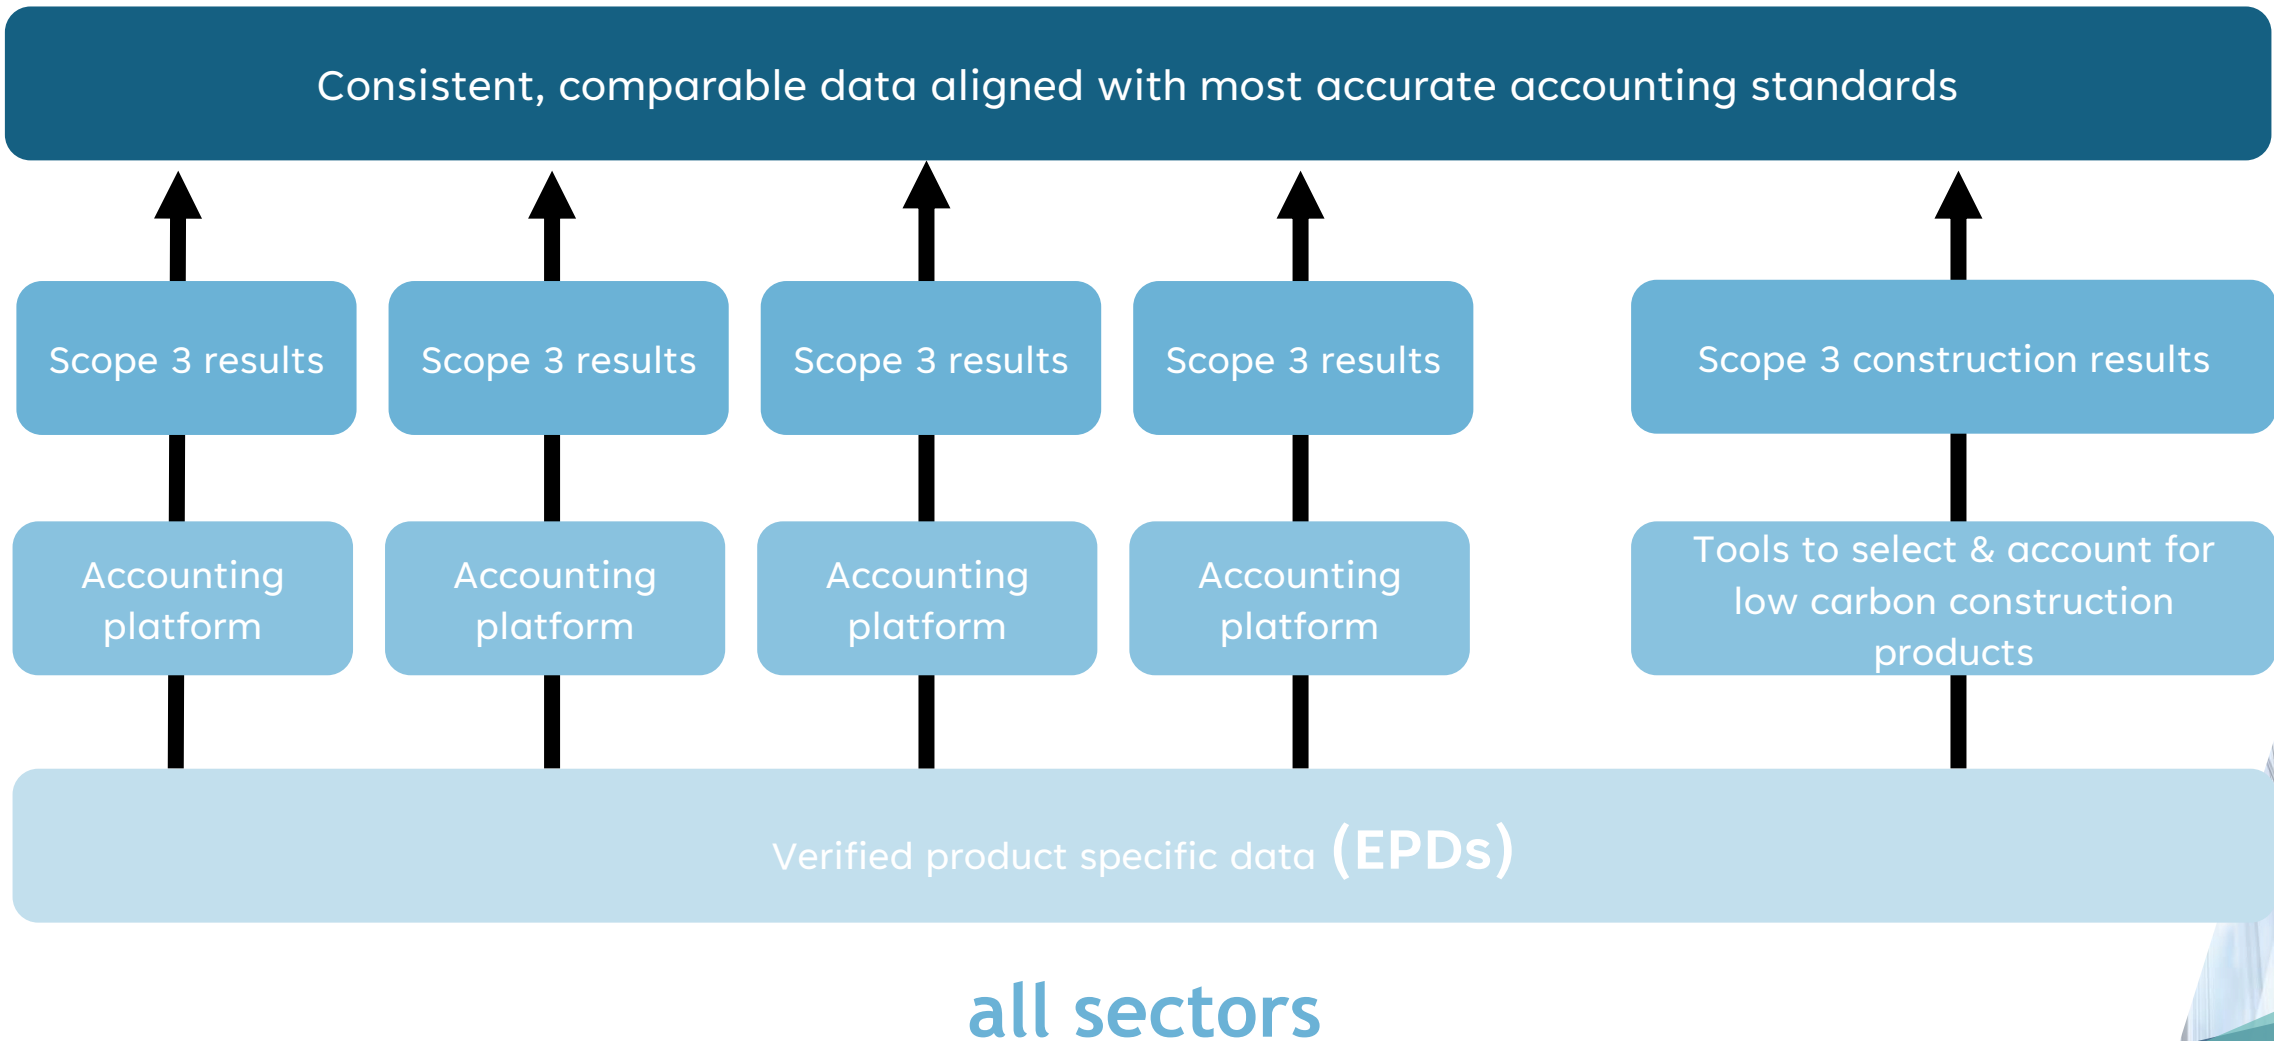 Consistent, comparable data aligned with most accurate accounting standards
Scope 3 results
Scope 3 results
Scope 3 results
Scope 3 results
Scope 3 construction results
Accounting
platform
Accounting
platform
Accounting
platform
Accounting
platform
Tools to select & account for
low carbon construction
products
Verified product specific data (EPDs)
all sectors